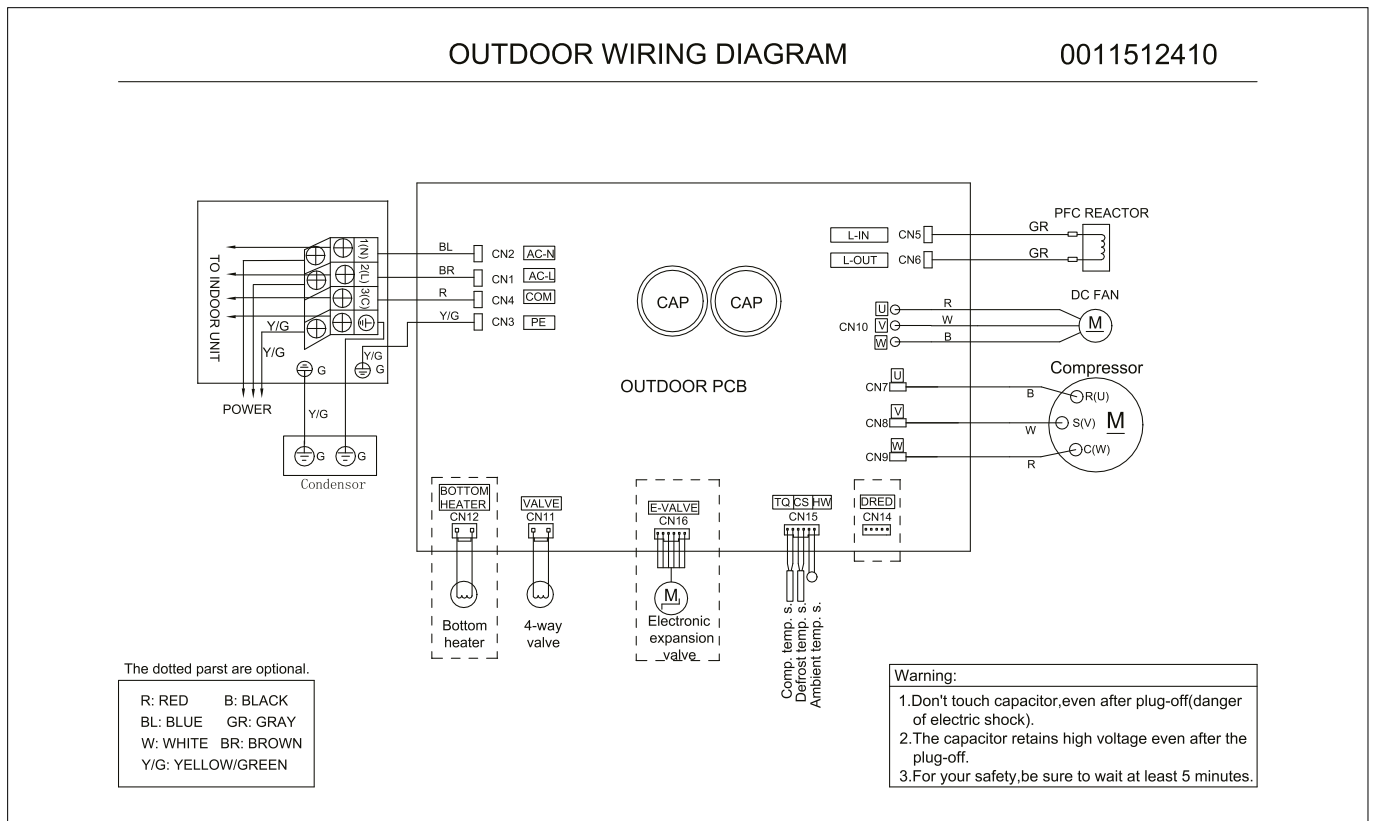 OUTDOOR WIRING DIAGRAM
0011512410
TO INDOOR UNIT
1(N)
2(L)
3(C)
Y/G
Y/G
G
Y/G
G
POWER
Y/G
G
G
Condensor
BL
CN2
AC-N
BR
CN1
AC-L
R
CN4
COM
Y/G
CN3
PE
CAP
CAP
OUTDOOR PCB
L-IN
CN5
GR
L-OUT
CN6
GR
PFC REACTOR
DC FAN
CN10
U
V
W
R
W
B
M
Compressor
U
CN7
B
R(U)
V
CN8
W
S(V)
M
W
CN9
R
C(W)
BOTTOM
HEATER
CN12
Bottom
heater
VALVE
CN11
4-way
valve
E-VALVE
CN16
M
Electronic
expansion
valve
TQ CS HW
CN15
Comp. temp. s.
Defrost temp. s.
Ambient temp. s.
DRED
CN14
The dotted parst are optional.
R: RED B: BLACK
BL: BLUE GR: GRAY
W: WHITE BR: BROWN
Y/G: YELLOW/GREEN
Warning:
1.Don't touch capacitor,even after plug-off(danger
of electric shock).
2.The capacitor retains high voltage even after the
plug-off.
3.For your safety,be sure to wait at least 5 minutes.